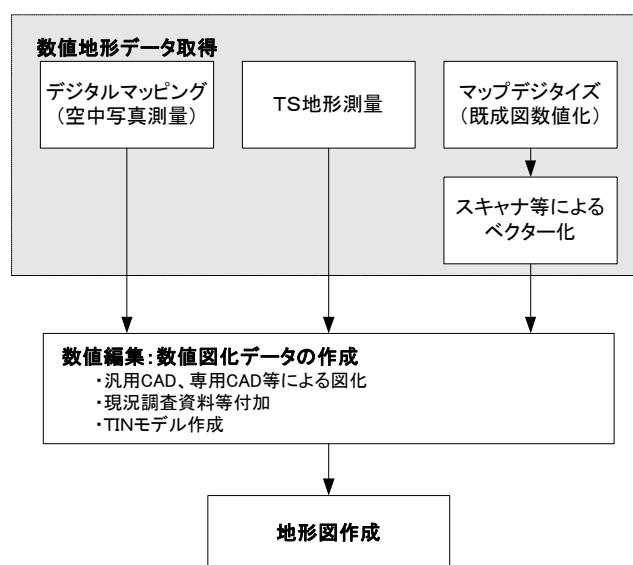 数値地形データ取得
デジタルマッピング
（空中写真測量）
TS地形測量
マップデジタイズ
（既成図数値化）
スキャナ等による
ベクター化
数値編集：数値図化データの作成
・汎用CAD、専用CAD等による図化
・現況調査資料等付加
・TINモデル作成
地形図作成